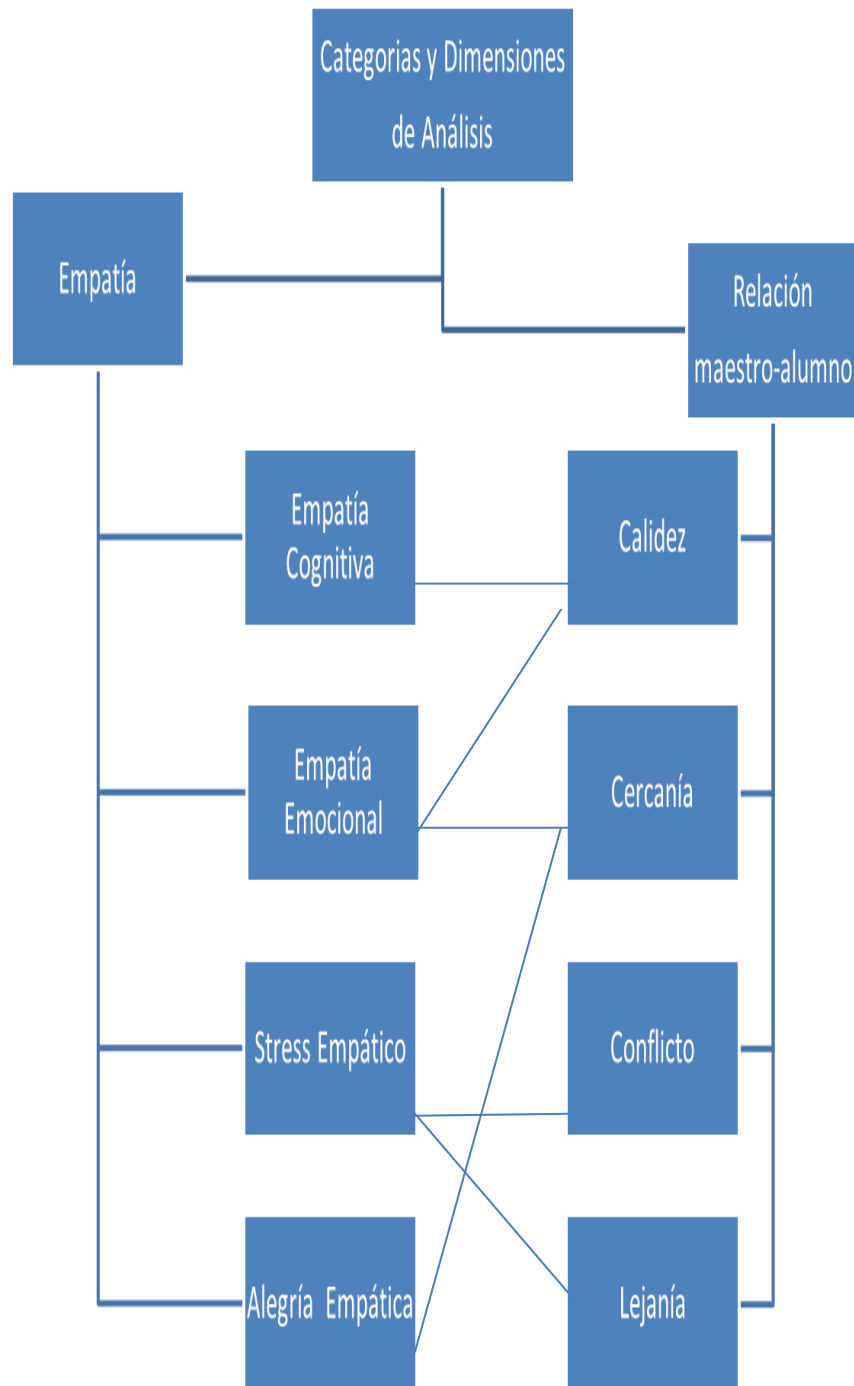 Categorias y Dimensiones
de Análisis
Empatía
Relación
maestro-alumno
Empatía
Cognitiva
Calidez
Empatía
Emocional
Cercanía
Stress Empático
Conflicto
Alegría Empática
Lejanía